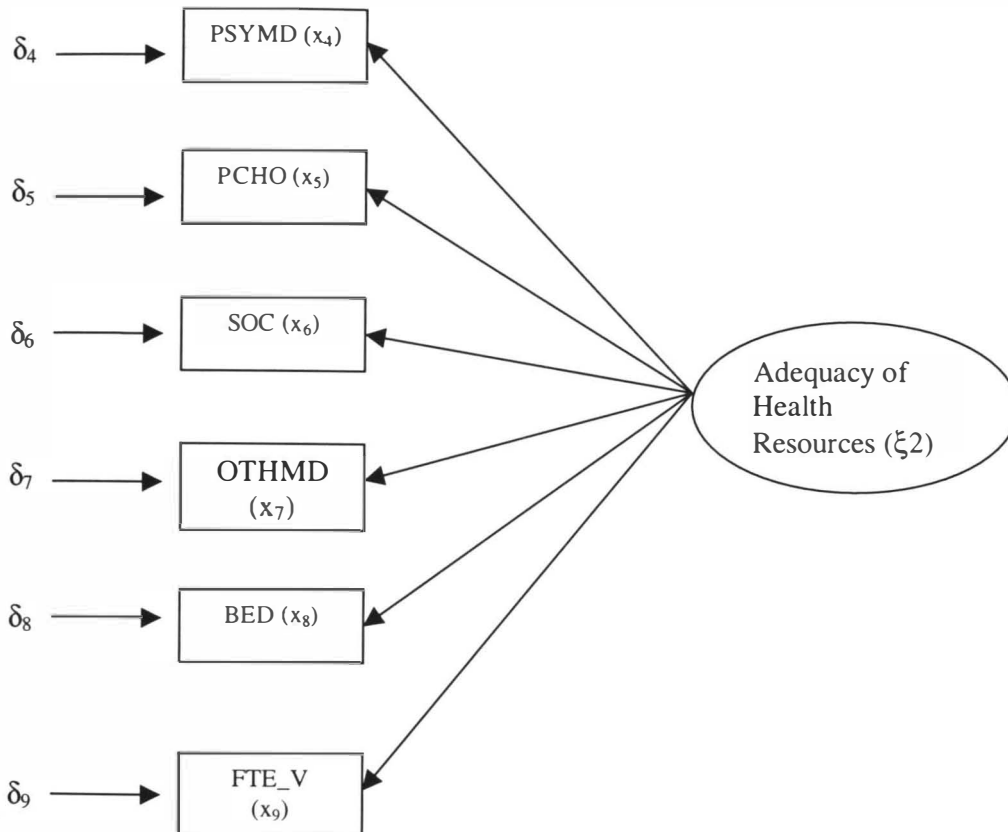 δ₄
PSYMD (x₄)
δ₅
PCHO (x₅)
δ₆
SOC (x₆)
Adequacy of
Health
Resources (ξ2)
δ₇
OTHMD
(x₇)
δ₈
BED (x₈)
δ₉
FTE_V
(x₉)